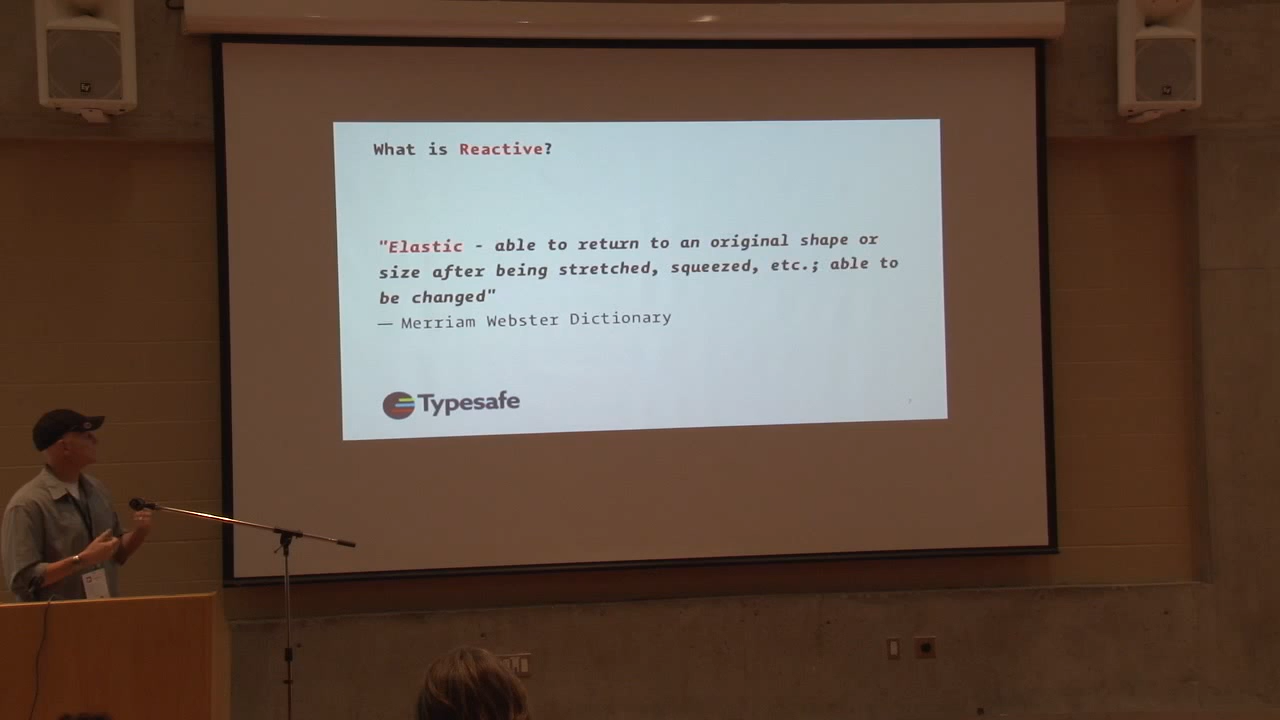 What is Reactive?
"Elastic - able to return to an original shape or
size after being stretched, squeezed, etc.; able to
be changed"
— Merriam Webster Dictionary
Typesafe